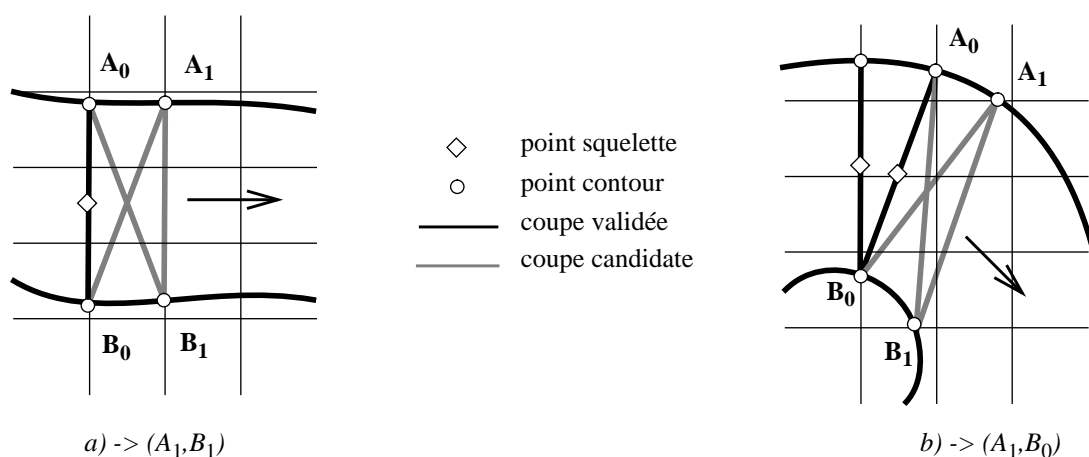 A₀ A₁
B₀ B₁
a) -> (A₁,B₁)
point squelette
point contour
coupe validée
coupe candidate
A₀
A₁
B₀
B₁
b) -> (A₁,B₀)